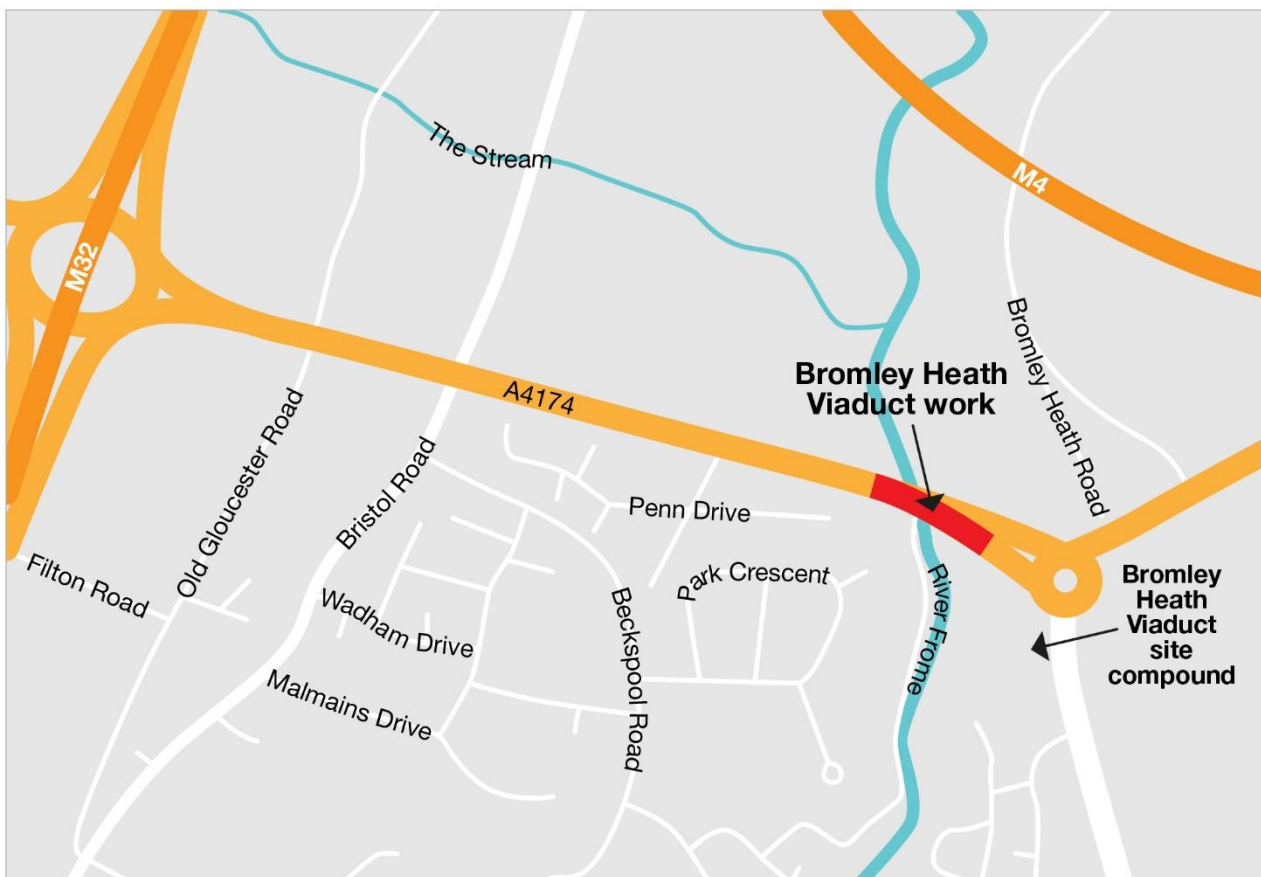 The Stream
M4
M32
Bromley Heath Road
Bromley Heath
Viaduct work
A4174
Old Gloucester Road
Bristol Road
Penn Drive
Filton Road
Park Crescent
Bromley
Heath
Viaduct
site
compound
Wadham Drive
Beckspool Road
River Frome
Malmains Drive